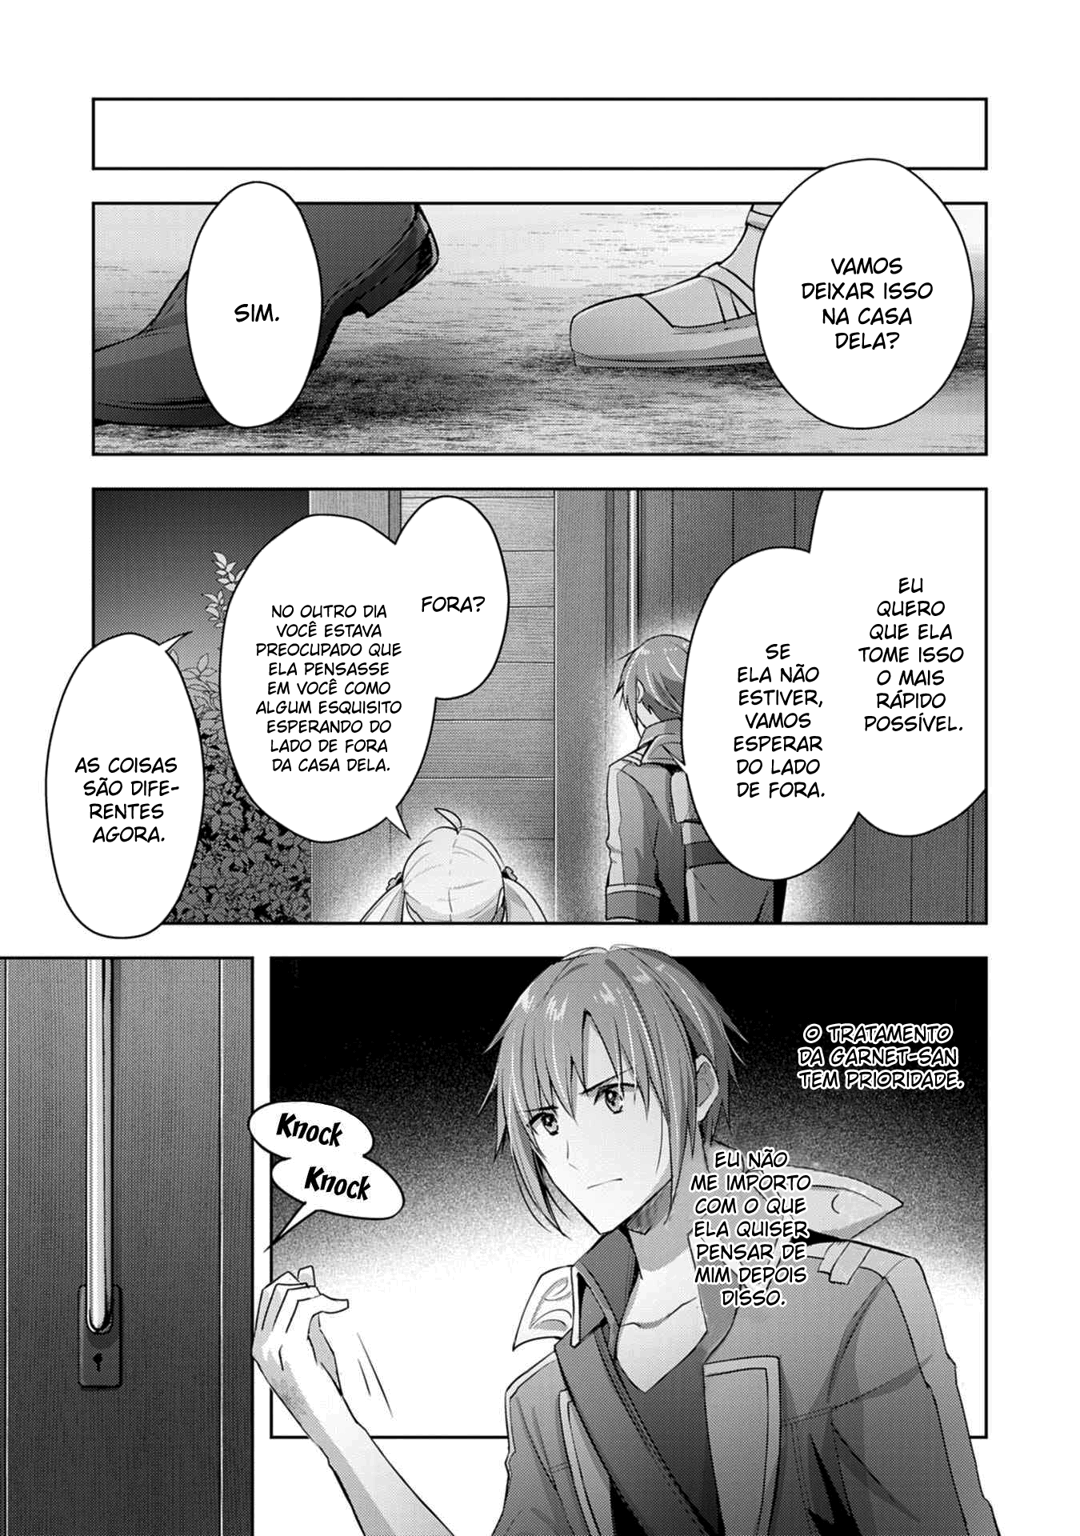 VAMOS
DEIXAR ISSO
NA CASA
DELA?
SIM.
EU
QUERO
QUE ELA
TOME ISSO
O MAIS
RÁPIDO
POSSÍVEL.
SE
ELA NÃO
ESTIVER,
VAMOS
ESPERAR
DO LADO
DE FORA.
FORA?
NO OUTRO DIA
VOCÊ ESTAVA
PREOCUPADO QUE
ELA PENSASSE
EM VOCÊ COMO
ALGUM ESQUISITO
ESPERANDO DO
LADO DE FORA
DA CASA DELA.
AS COISAS
SÃO DIFE-
RENTES
AGORA.
O TRATAMENTO
DA GARNET-SAN
TEM PRIORIDADE.
EU NÃO
ME IMPORTO
COM O QUE
ELA QUISER
PENSAR DE
MIM DEPOIS
DISSO.
Knock
Knock